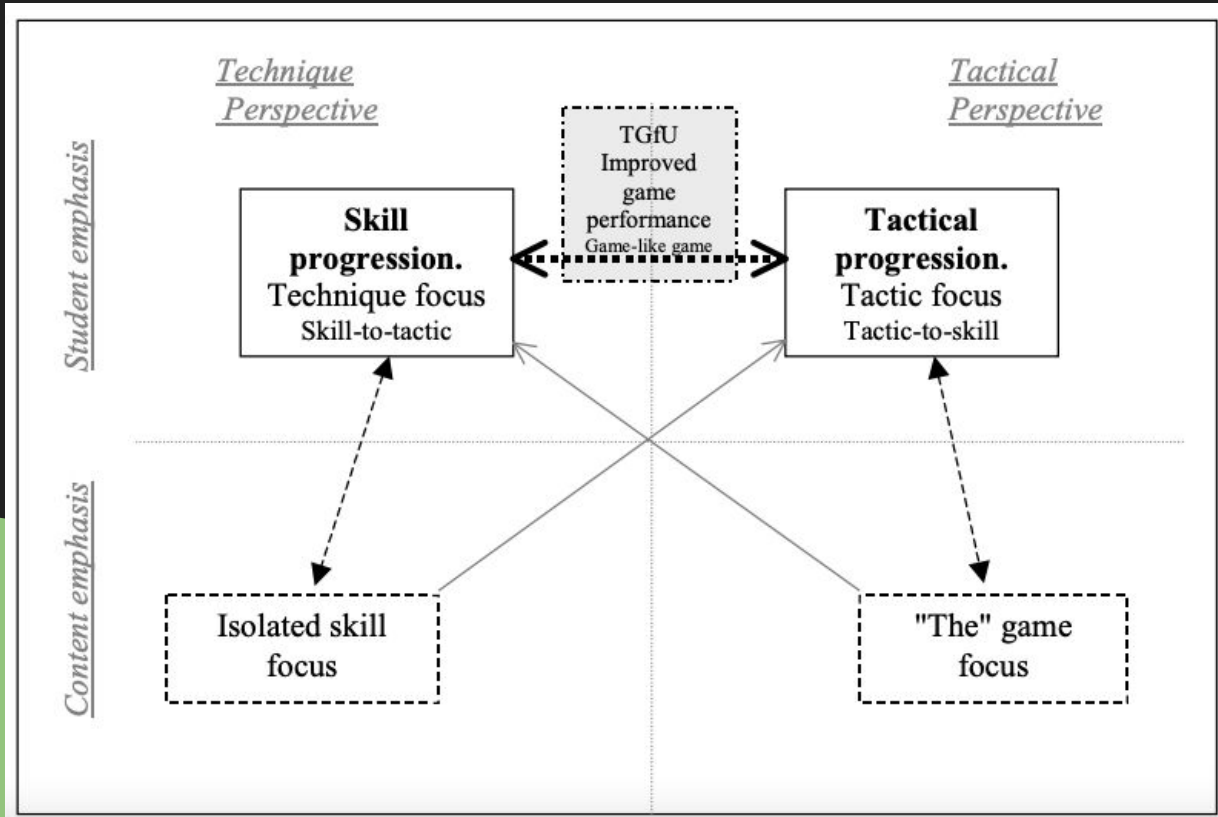 Technique
Perspective
Tactical
Perspective
Student emphasis
TGfU
Improved
game
performance
Game-like game
Skill
progression.
Technique focus
Skill-to-tactic
Tactical
progression.
Tactic focus
Tactic-to-skill
Content emphasis
Isolated skill
focus
"The" game
focus